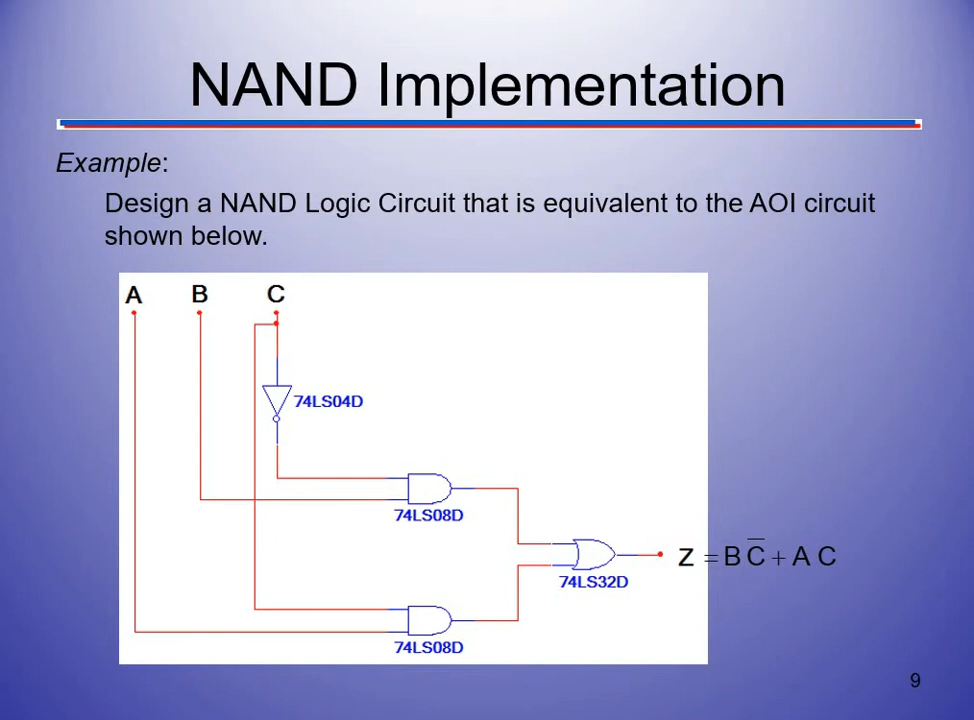 NAND Implementation
Example:
Design a NAND Logic Circuit that is equivalent to the AOI circuit
shown below.
A B C
74LS04D
74LS08D
Z = B C̅ + A C
74LS32D
74LS08D
9